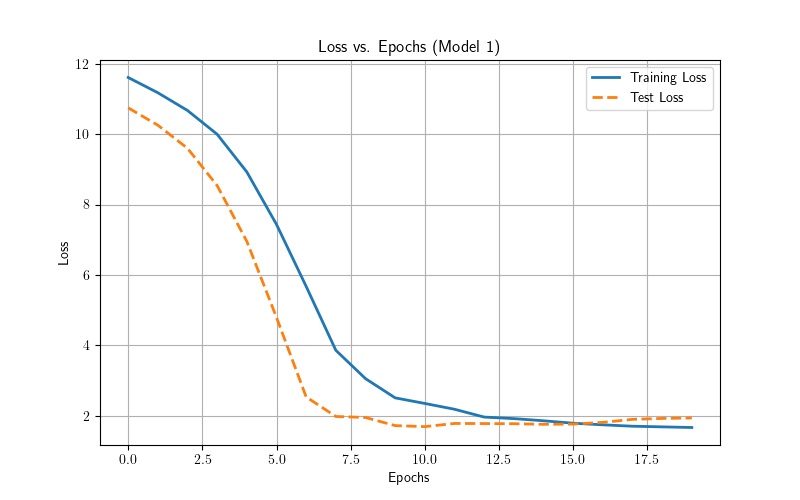 Loss vs. Epochs (Model 1)
Training Loss
Test Loss
12
10
8
6
4
2
Loss
0.0 2.5 5.0 7.5 10.0 12.5 15.0 17.5
Epochs